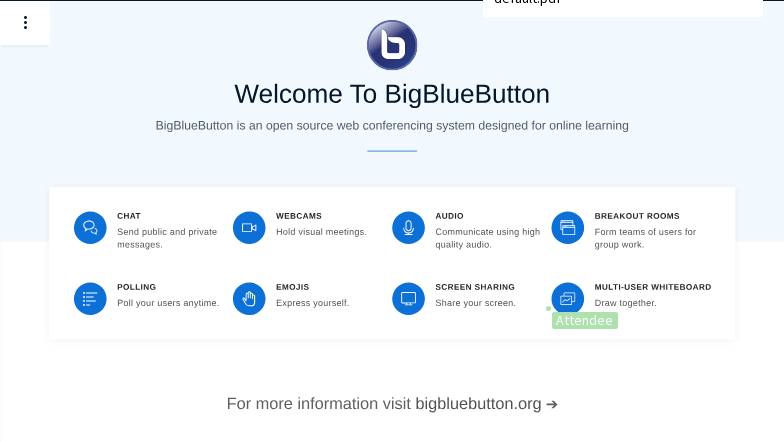 default.pdf
Welcome To BigBlueButton
BigBlueButton is an open source web conferencing system designed for online learning
CHAT
Send public and private
messages.
WEBCAMS
Hold visual meetings.
AUDIO
Communicate using high
quality audio.
BREAKOUT ROOMS
Form teams of users for
group work.
POLLING
Poll your users anytime.
EMOJIS
Express yourself.
SCREEN SHARING
Share your screen.
MULTI-USER WHITEBOARD
Draw together.
Attendee
For more information visit bigbluebutton.org →